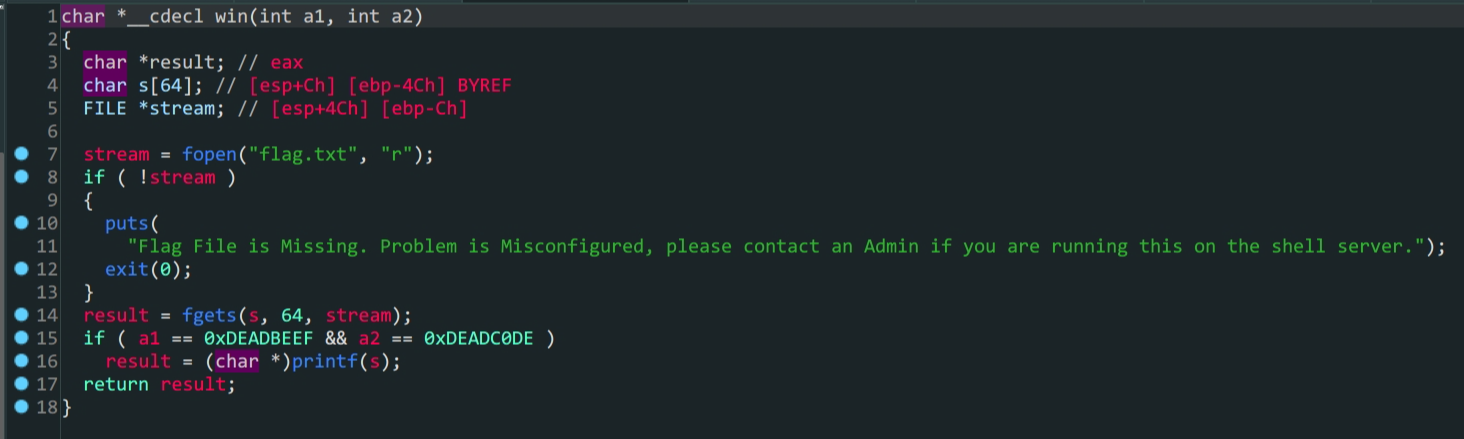 1 char *__cdecl win(int a1, int a2)
2 {
3 char *result; // eax
4 char s[64]; // [esp+Ch] [ebp-4Ch] BYREF
5 FILE *stream; // [esp+4Ch] [ebp-Ch]
6
7 stream = fopen("flag.txt", "r");
8 if ( !stream )
9 {
10 puts(
11 "Flag File is Missing. Problem is Misconfigured, please contact an Admin if you are running this on the shell server.");
12 exit(0);
13 }
14 result = fgets(s, 64, stream);
15 if ( a1 == 0xDEADBEEF && a2 == 0xDEADC0DE )
16 result = (char *)printf(s);
17 return result;
18 }